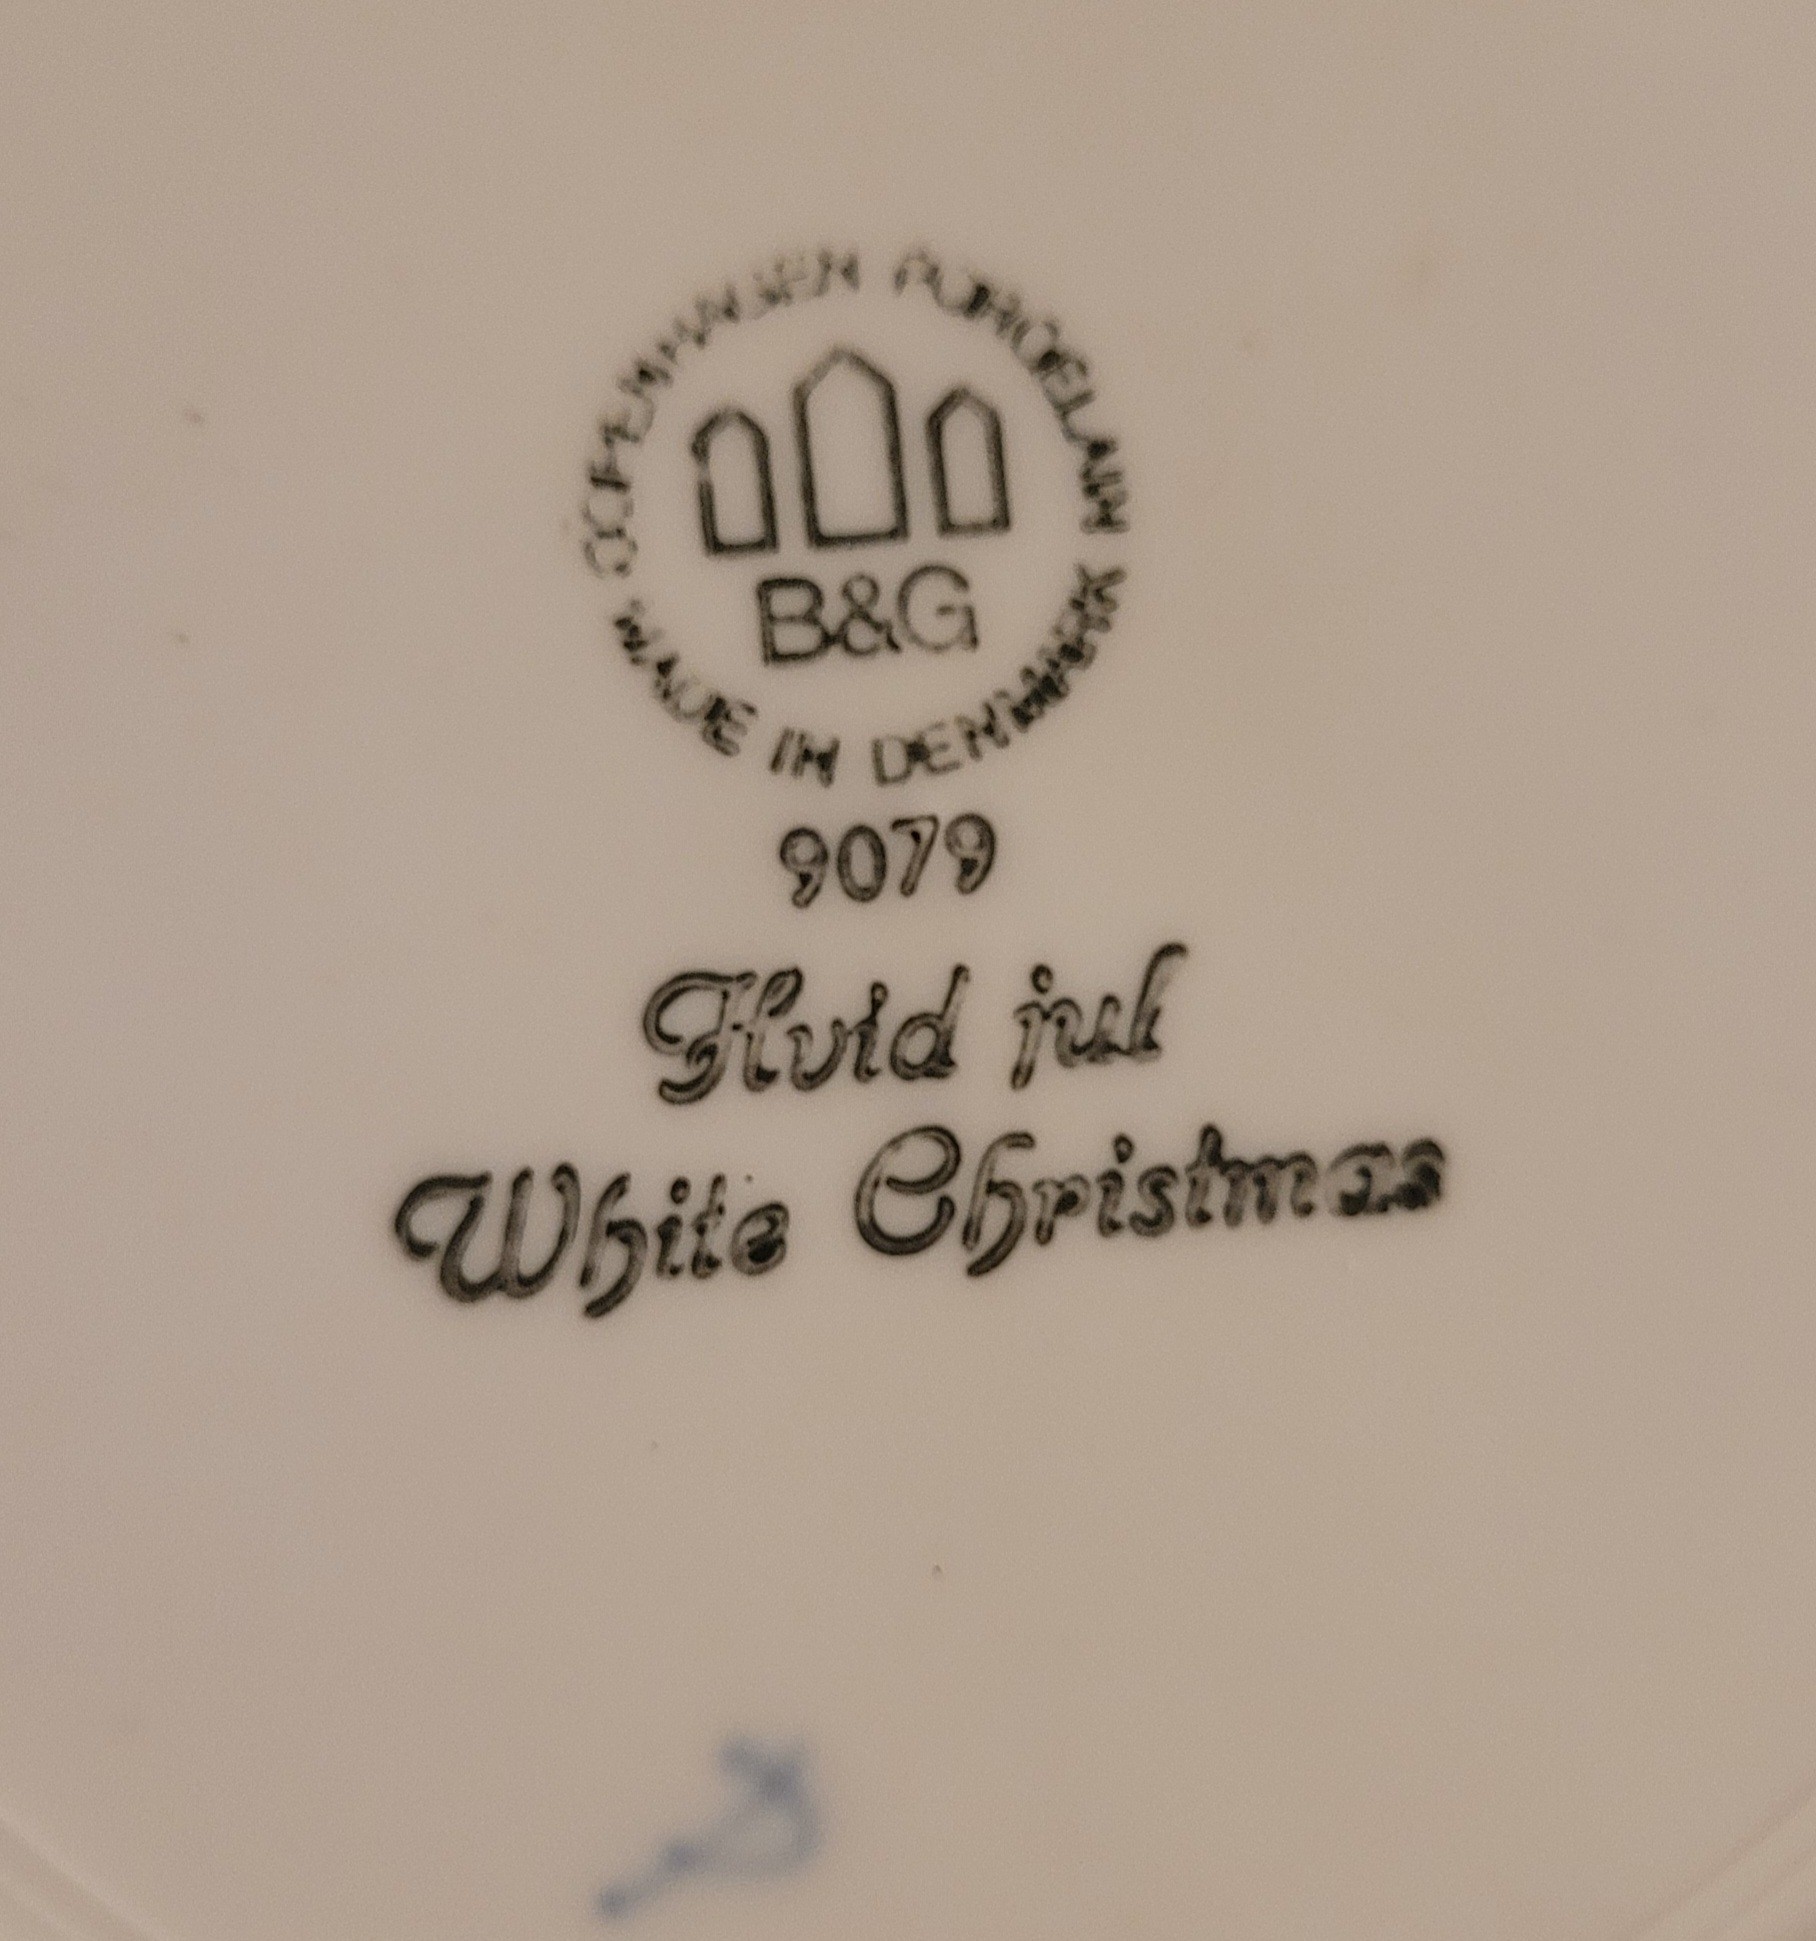 COPENHAGEN PORCELAIN
B&G
MADE IN DENMARK
9079
Hvid jul
White Christmas